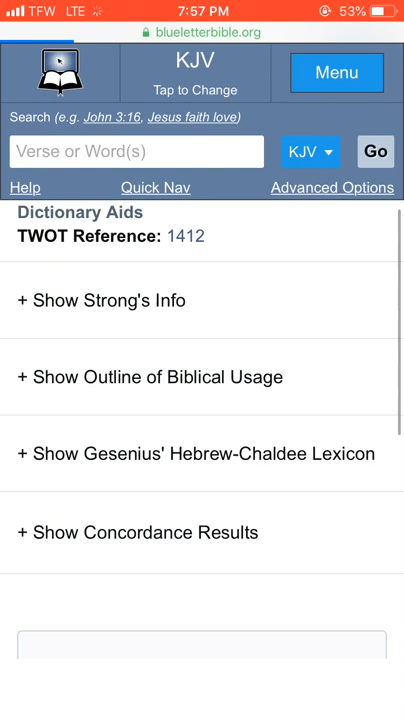 TFW LTE 7:57 PM 53%
blueletterbible.org
KJV
Tap to Change
Menu
Search (e.g. John 3:16, Jesus faith love)
Verse or Word(s) KJV Go
Help Quick Nav Advanced Options
Dictionary Aids
TWOT Reference: 1412
+ Show Strong's Info
+ Show Outline of Biblical Usage
+ Show Gesenius' Hebrew-Chaldee Lexicon
+ Show Concordance Results